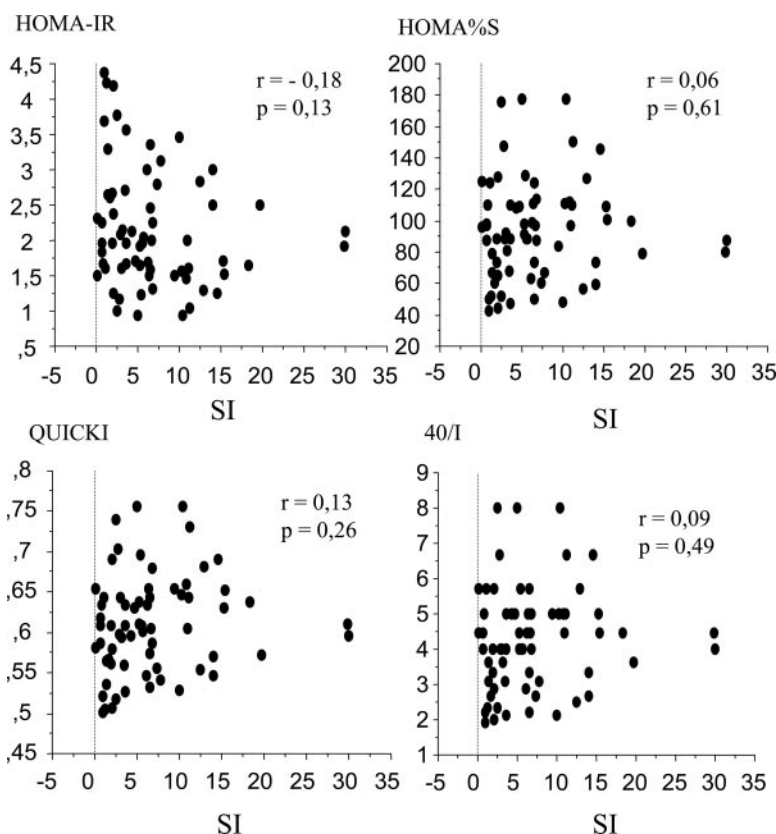 HOMA-IR
4,5
4
3,5
3
2,5
2
1,5
1
,5
r = - 0,18
p = 0,13
-5 0 5 10 15 20 25 30 35
SI
HOMA%S
200
180
160
140
120
100
80
60
40
20
r = 0,06
p = 0,61
-5 0 5 10 15 20 25 30 35
SI
QUICKI
,8
,75
,7
,65
,6
,55
,5
,45
r = 0,13
p = 0,26
-5 0 5 10 15 20 25 30 35
SI
40/I
9
8
7
6
5
4
3
2
1
r = 0,09
p = 0,49
-5 0 5 10 15 20 25 30 35
SI